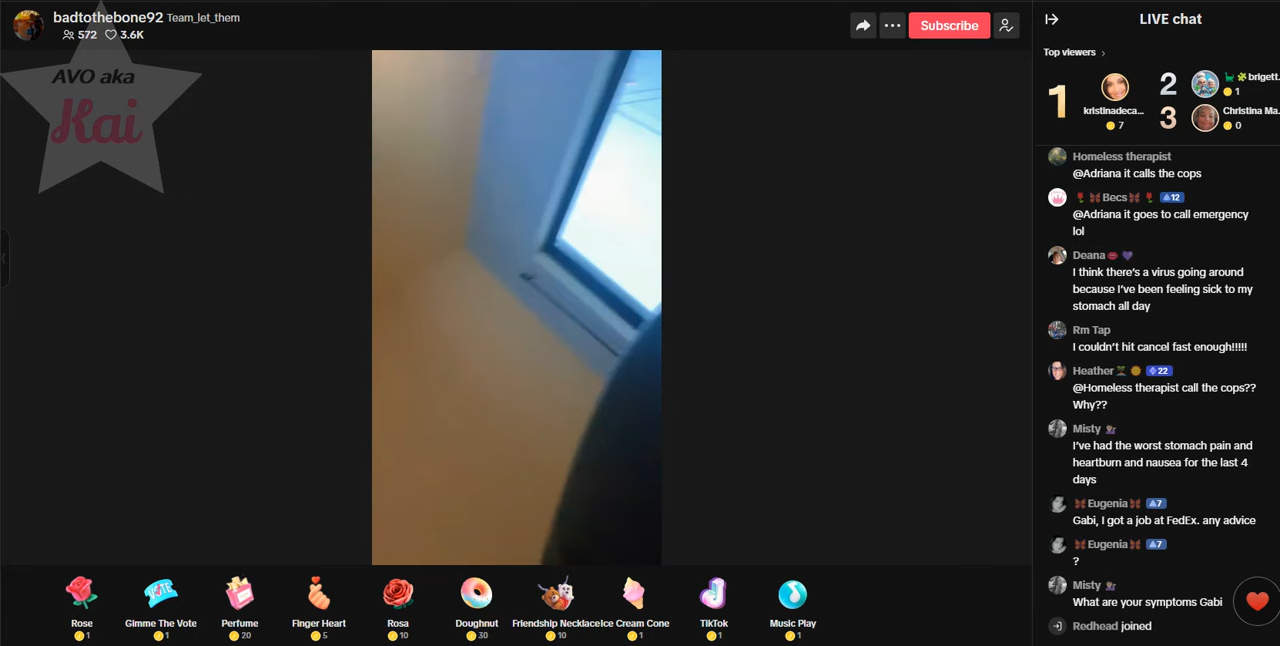 badtothebone92 Team_let_them
572 3.6K
Subscribe
AVO aka
Kai
LIVE chat
Top viewers
1
kristinadeca...
7
2
brigett.
1
3
Christina Ma.
0
Homeless therapist
@Adriana it calls the cops
Becs 12
@Adriana it goes to call emergency
lol
Deana
I think there's a virus going around
because I've been feeling sick to my
stomach all day
Rm Tap
I couldn't hit cancel fast enough!!!!!
Heather 22
@Homeless therapist call the cops??
Why??
Misty
I've had the worst stomach pain and
heartburn and nausea for the last 4
days
Eugenia 7
Gabi, I got a job at FedEx. any advice
Eugenia 7
?
Misty
What are your symptoms Gabi
Redhead joined
VOTE
Rose Gimme The Vote Perfume Finger Heart Rosa Doughnut Friendship Necklace Ice Cream Cone TikTok Music Play
1 1 20 5 10 30 10 1 1 1